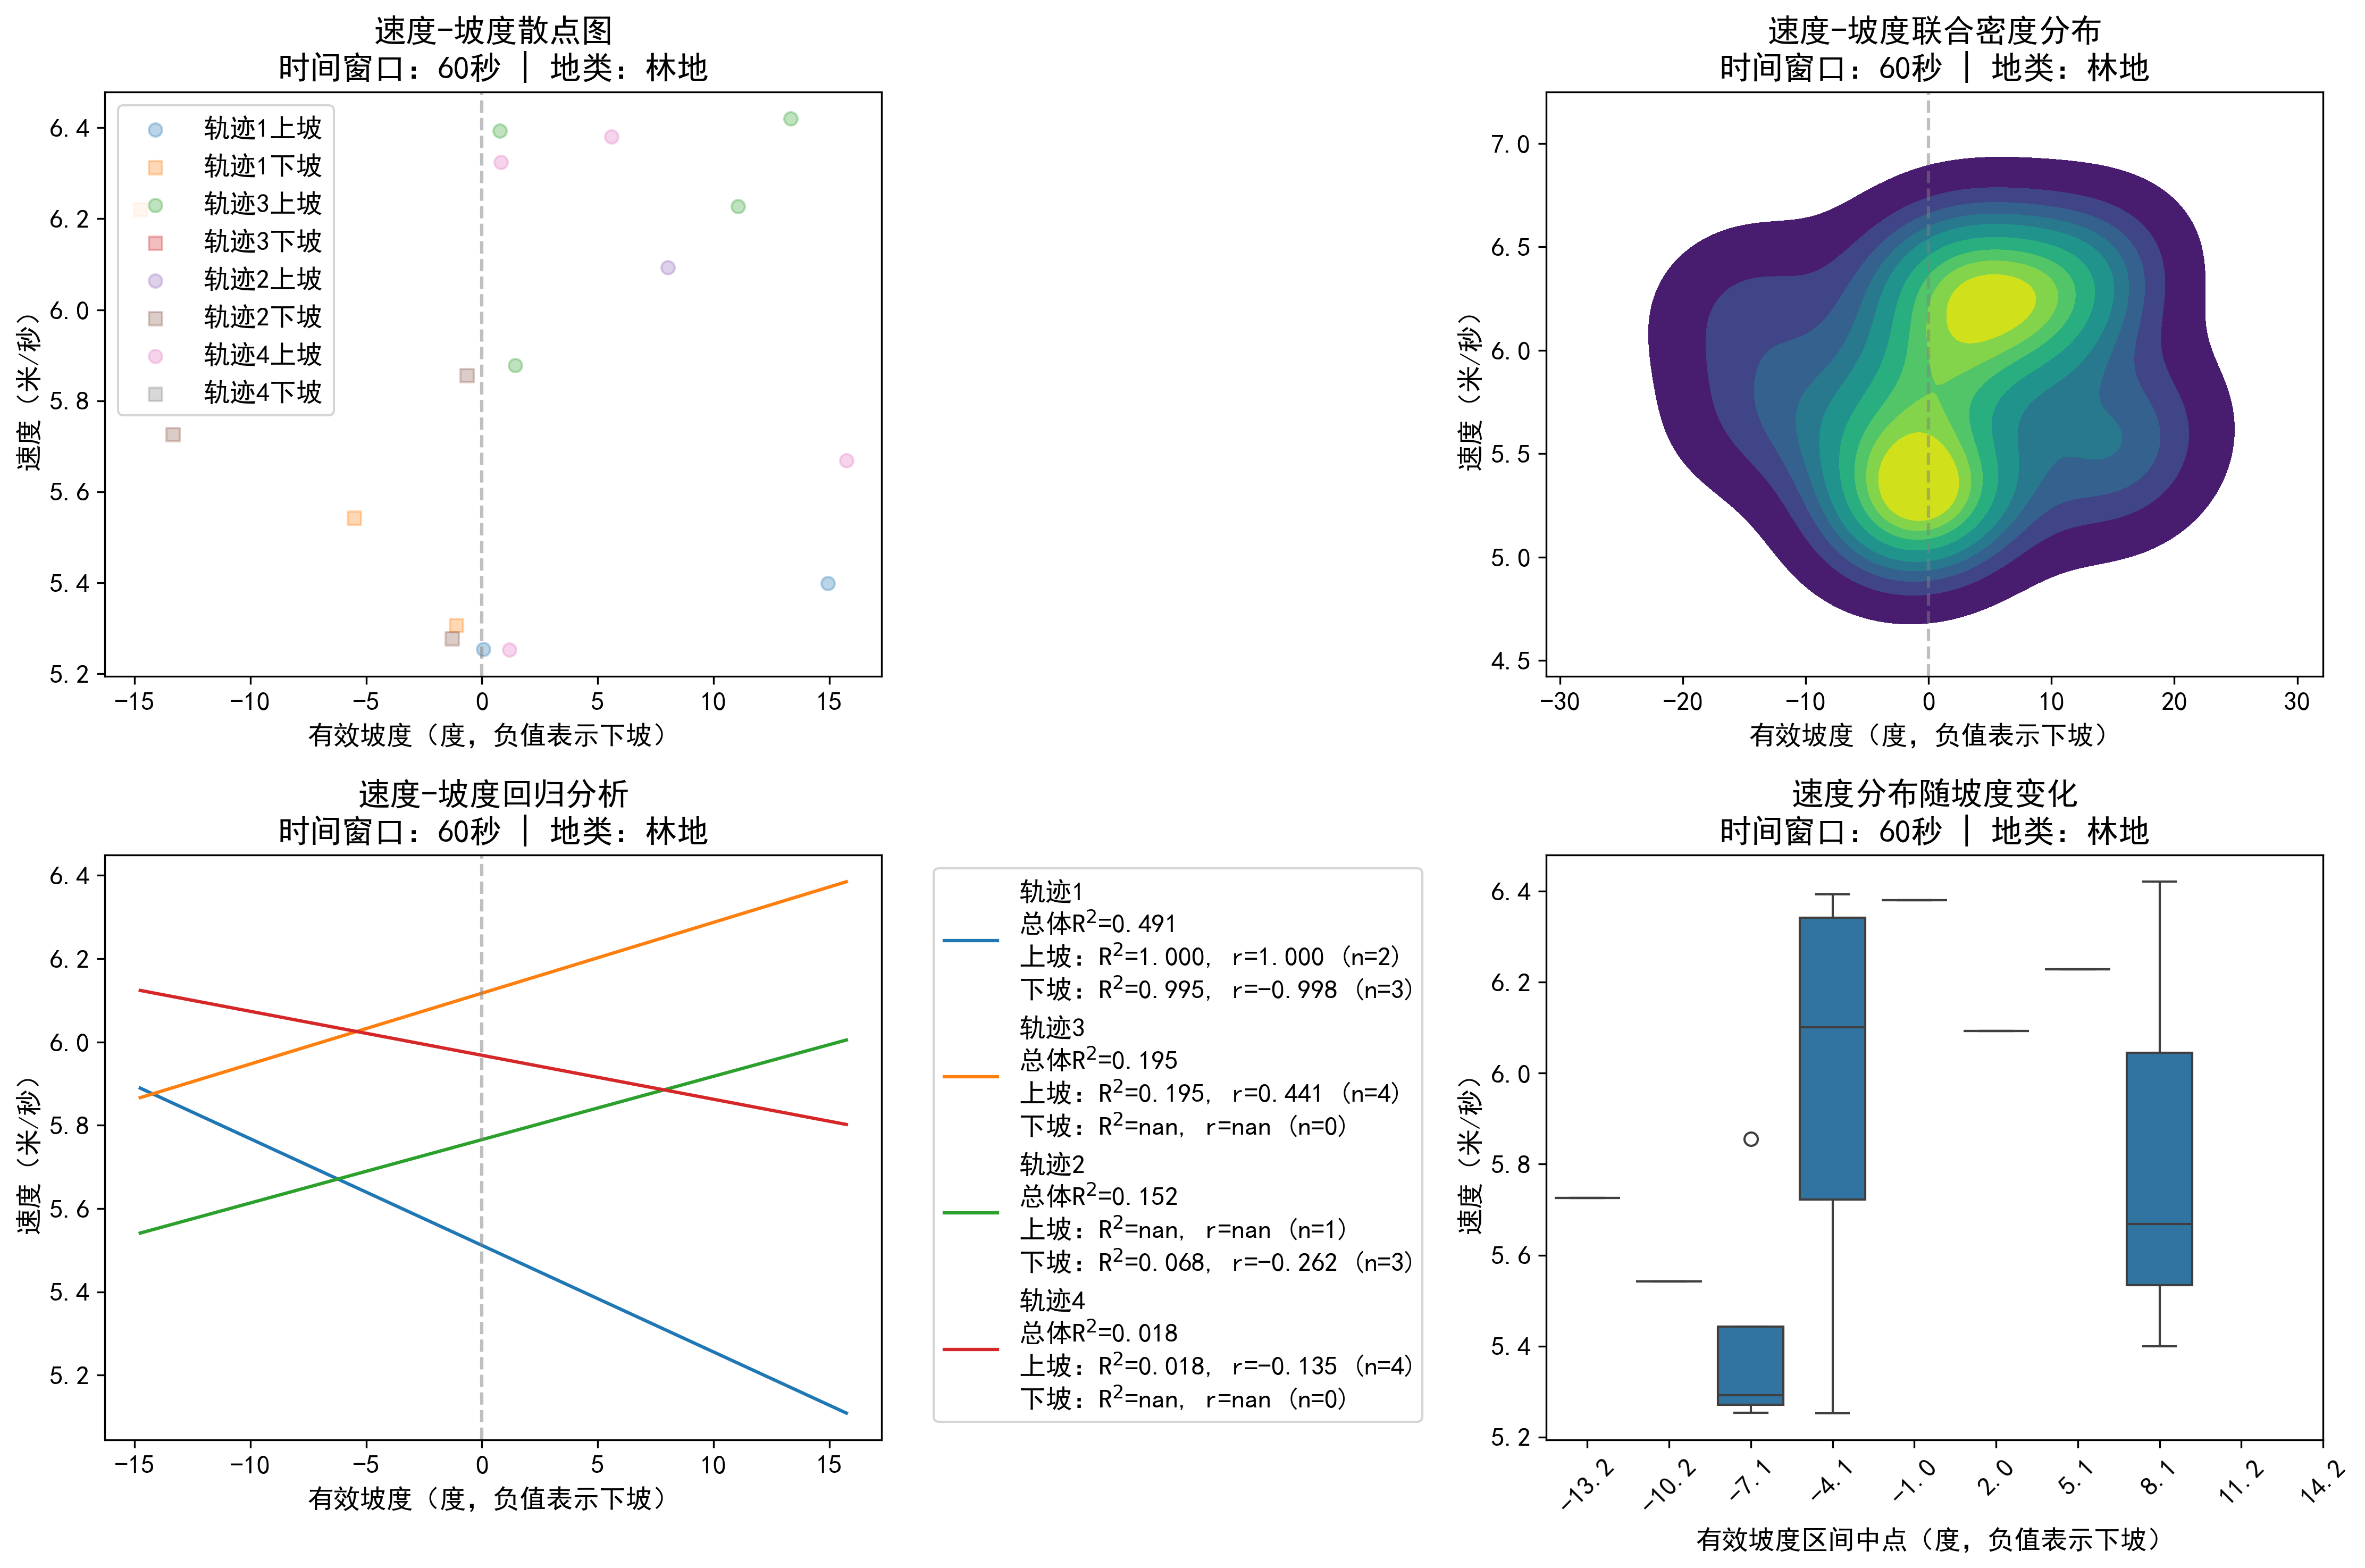 速度-坡度散点图
时间窗口：60秒 | 地类：林地
6.4
6.2
6.0
5.8
5.6
5.4
5.2
速度（米/秒）
轨迹1上坡
轨迹1下坡
轨迹3上坡
轨迹3下坡
轨迹2上坡
轨迹2下坡
轨迹4上坡
轨迹4下坡
−15 −10 −5 0 5 10 15
有效坡度（度，负值表示下坡）
速度-坡度联合密度分布
时间窗口：60秒 | 地类：林地
7.0
6.5
6.0
5.5
5.0
4.5
速度（米/秒）
−30 −20 −10 0 10 20 30
有效坡度（度，负值表示下坡）
速度-坡度回归分析
时间窗口：60秒 | 地类：林地
6.4
6.2
6.0
5.8
5.6
5.4
5.2
速度（米/秒）
−15 −10 −5 0 5 10 15
有效坡度（度，负值表示下坡）
轨迹1
总体R²=0.491
上坡：R²=1.000, r=1.000 (n=2)
下坡：R²=0.995, r=-0.998 (n=3)
轨迹3
总体R²=0.195
上坡：R²=0.195, r=0.441 (n=4)
下坡：R²=nan, r=nan (n=0)
轨迹2
总体R²=0.152
上坡：R²=nan, r=nan (n=1)
下坡：R²=0.068, r=-0.262 (n=3)
轨迹4
总体R²=0.018
上坡：R²=0.018, r=-0.135 (n=4)
下坡：R²=nan, r=nan (n=0)
速度分布随坡度变化
时间窗口：60秒 | 地类：林地
6.4
6.2
6.0
5.8
5.6
5.4
5.2
速度（米/秒）
−13.2 −10.2 −7.1 −4.1 −1.0 2.0 5.1 8.1 11.2 14.2
有效坡度区间中点（度，负值表示下坡）